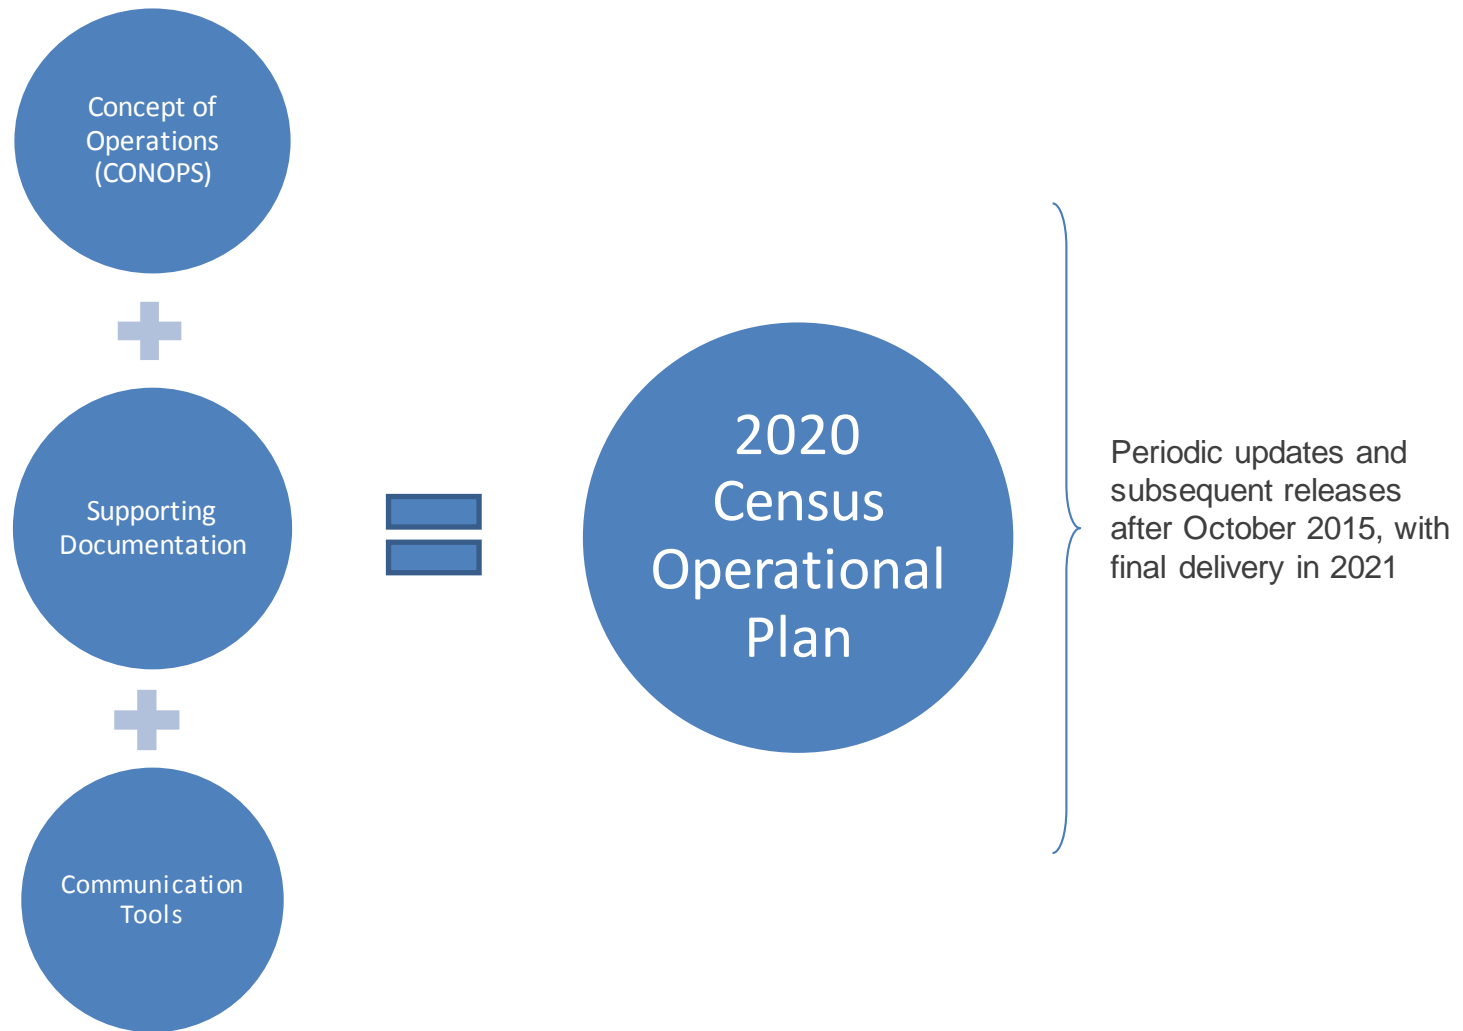 Concept of
Operations
(CONOPS)
Supporting
Documentation
Communication
Tools
2020
Census
Operational
Plan
Periodic updates and
subsequent releases
after October 2015, with
final delivery in 2021